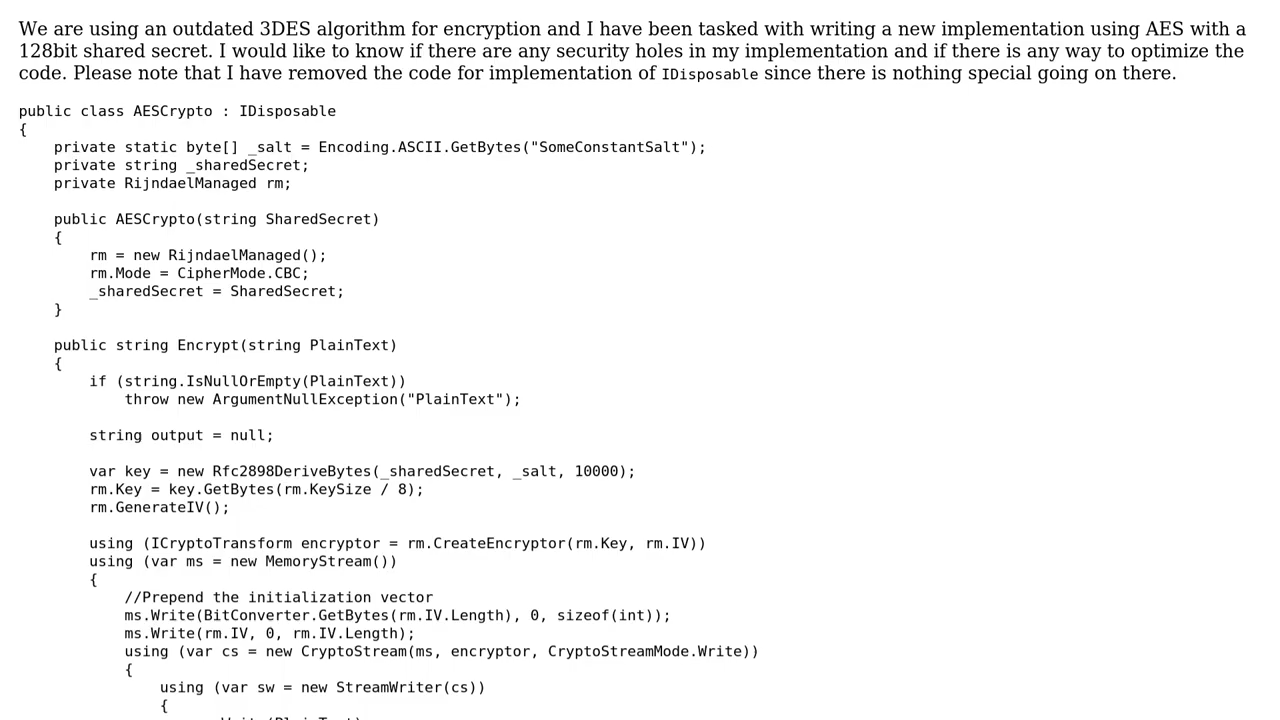 We are using an outdated 3DES algorithm for encryption and I have been tasked with writing a new implementation using AES with a
128bit shared secret. I would like to know if there are any security holes in my implementation and if there is any way to optimize the
code. Please note that I have removed the code for implementation of IDisposable since there is nothing special going on there.
public class AESCrypto : IDisposable
{
    private static byte[] _salt = Encoding.ASCII.GetBytes("SomeConstantSalt");
    private string _sharedSecret;
    private RijndaelManaged rm;
    public AESCrypto(string SharedSecret)
    {
        rm = new RijndaelManaged();
        rm.Mode = CipherMode.CBC;
        _sharedSecret = SharedSecret;
    }
    public string Encrypt(string PlainText)
    {
        if (string.IsNullOrEmpty(PlainText))
            throw new ArgumentNullException("PlainText");
        string output = null;
        var key = new Rfc2898DeriveBytes(_sharedSecret, _salt, 10000);
        rm.Key = key.GetBytes(rm.KeySize / 8);
        rm.GenerateIV();
        using (ICryptoTransform encryptor = rm.CreateEncryptor(rm.Key, rm.IV))
        using (var ms = new MemoryStream())
        {
            //Prepend the initialization vector
            ms.Write(BitConverter.GetBytes(rm.IV.Length), 0, sizeof(int));
            ms.Write(rm.IV, 0, rm.IV.Length);
            using (var cs = new CryptoStream(ms, encryptor, CryptoStreamMode.Write))
            {
                using (var sw = new StreamWriter(cs))
                {